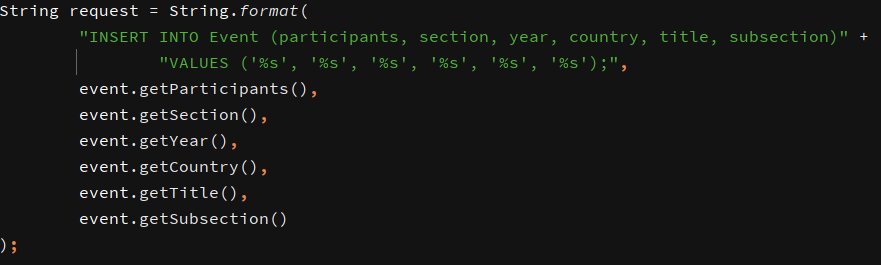 String request = String.format(
"INSERT INTO Event (participants, section, year, country, title, subsection)" +
"VALUES ('%s', '%s', '%s', '%s', '%s', '%s');",
event.getParticipants(),
event.getSection(),
event.getYear(),
event.getCountry(),
event.getTitle(),
event.getSubsection()
);